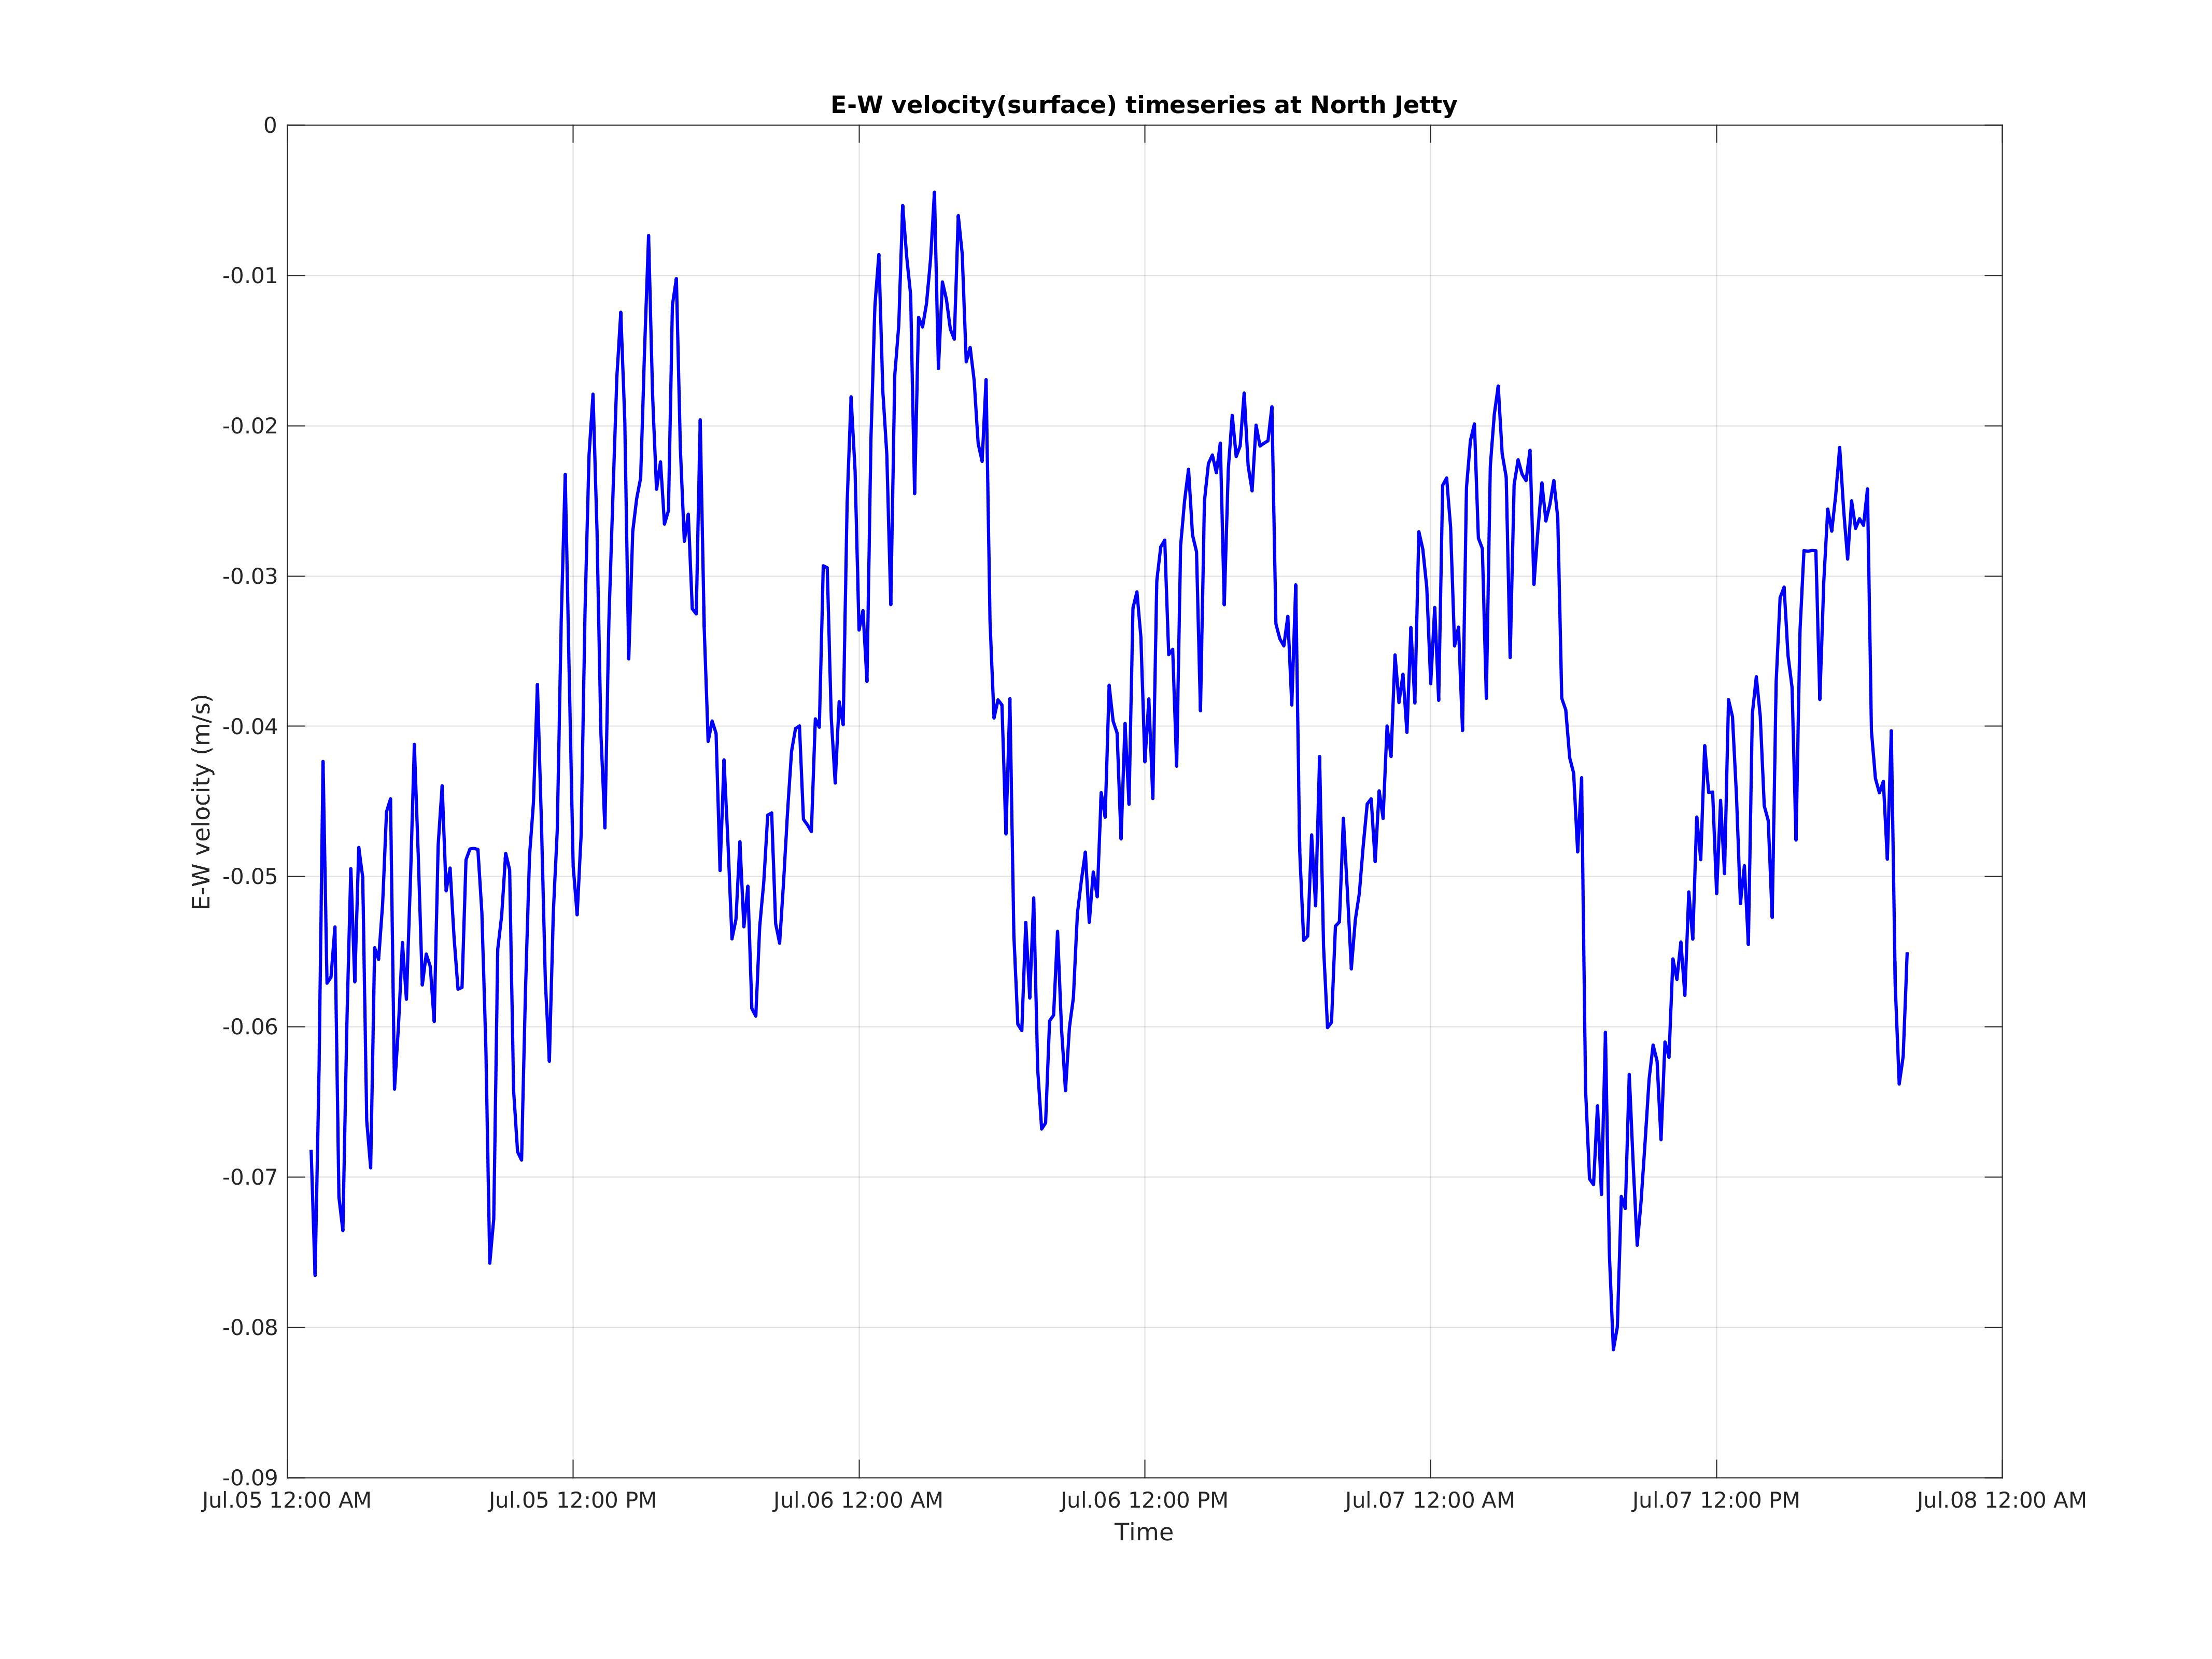 E-W velocity(surface) timeseries at North Jetty
0
-0.01
-0.02
-0.03
-0.04
-0.05
-0.06
-0.07
-0.08
-0.09
E-W velocity (m/s)
Jul.05 12:00 AM Jul.05 12:00 PM Jul.06 12:00 AM Jul.06 12:00 PM Jul.07 12:00 AM Jul.07 12:00 PM Jul.08 12:00 AM
Time